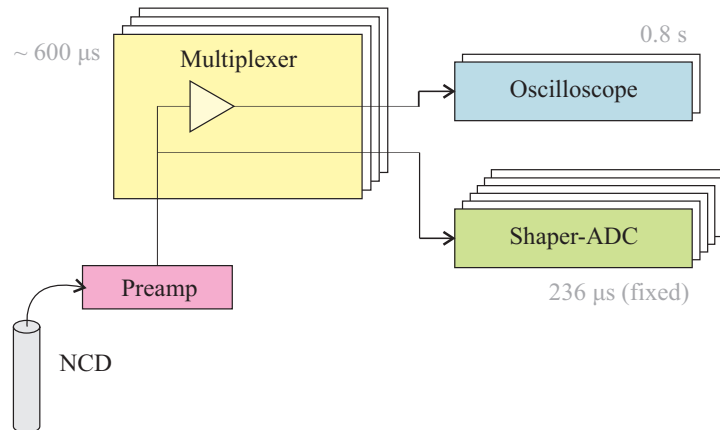 ~ 600 μs
Multiplexer
0.8 s
Oscilloscope
Shaper-ADC
236 μs (fixed)
Preamp
NCD